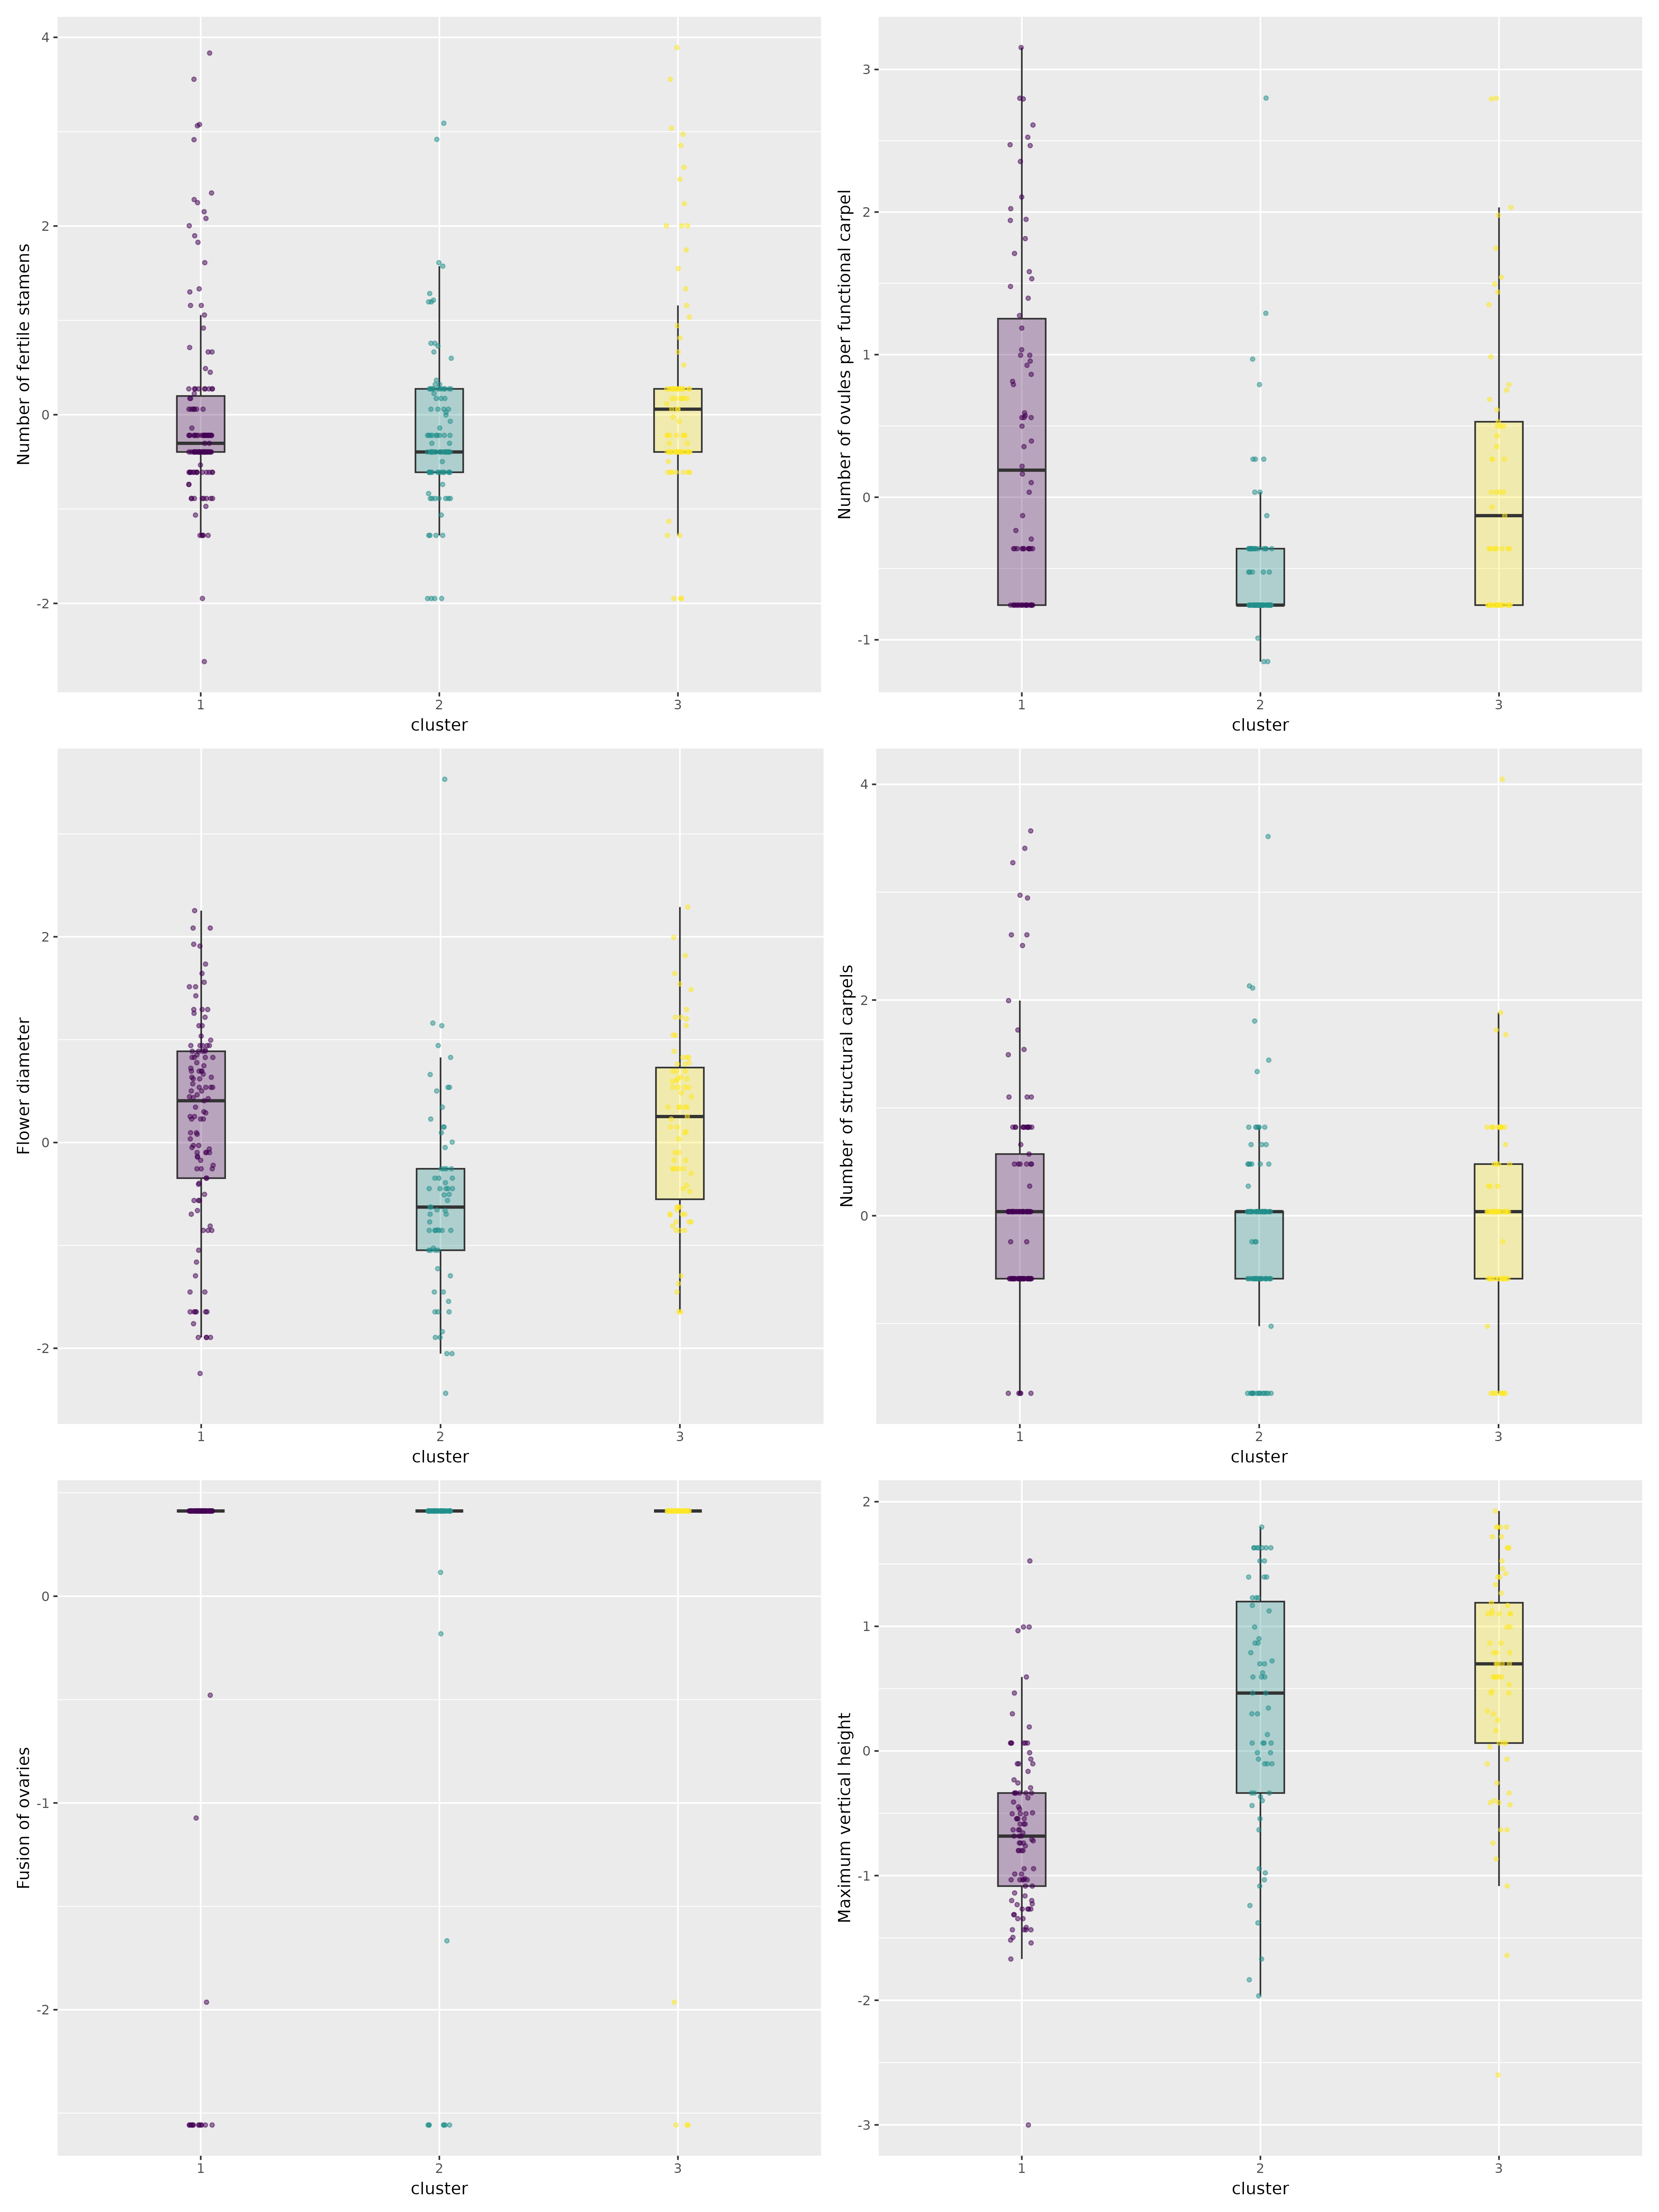 Number of fertile stamens
4
2
0
-2
1 2 3
cluster
Number of ovules per functional carpel
3
2
1
0
-1
1 2 3
cluster
Flower diameter
2
0
-2
1 2 3
cluster
Number of structural carpels
4
2
0
1 2 3
cluster
Fusion of ovaries
0
-1
-2
1 2 3
cluster
Maximum vertical height
2
1
0
-1
-2
-3
1 2 3
cluster